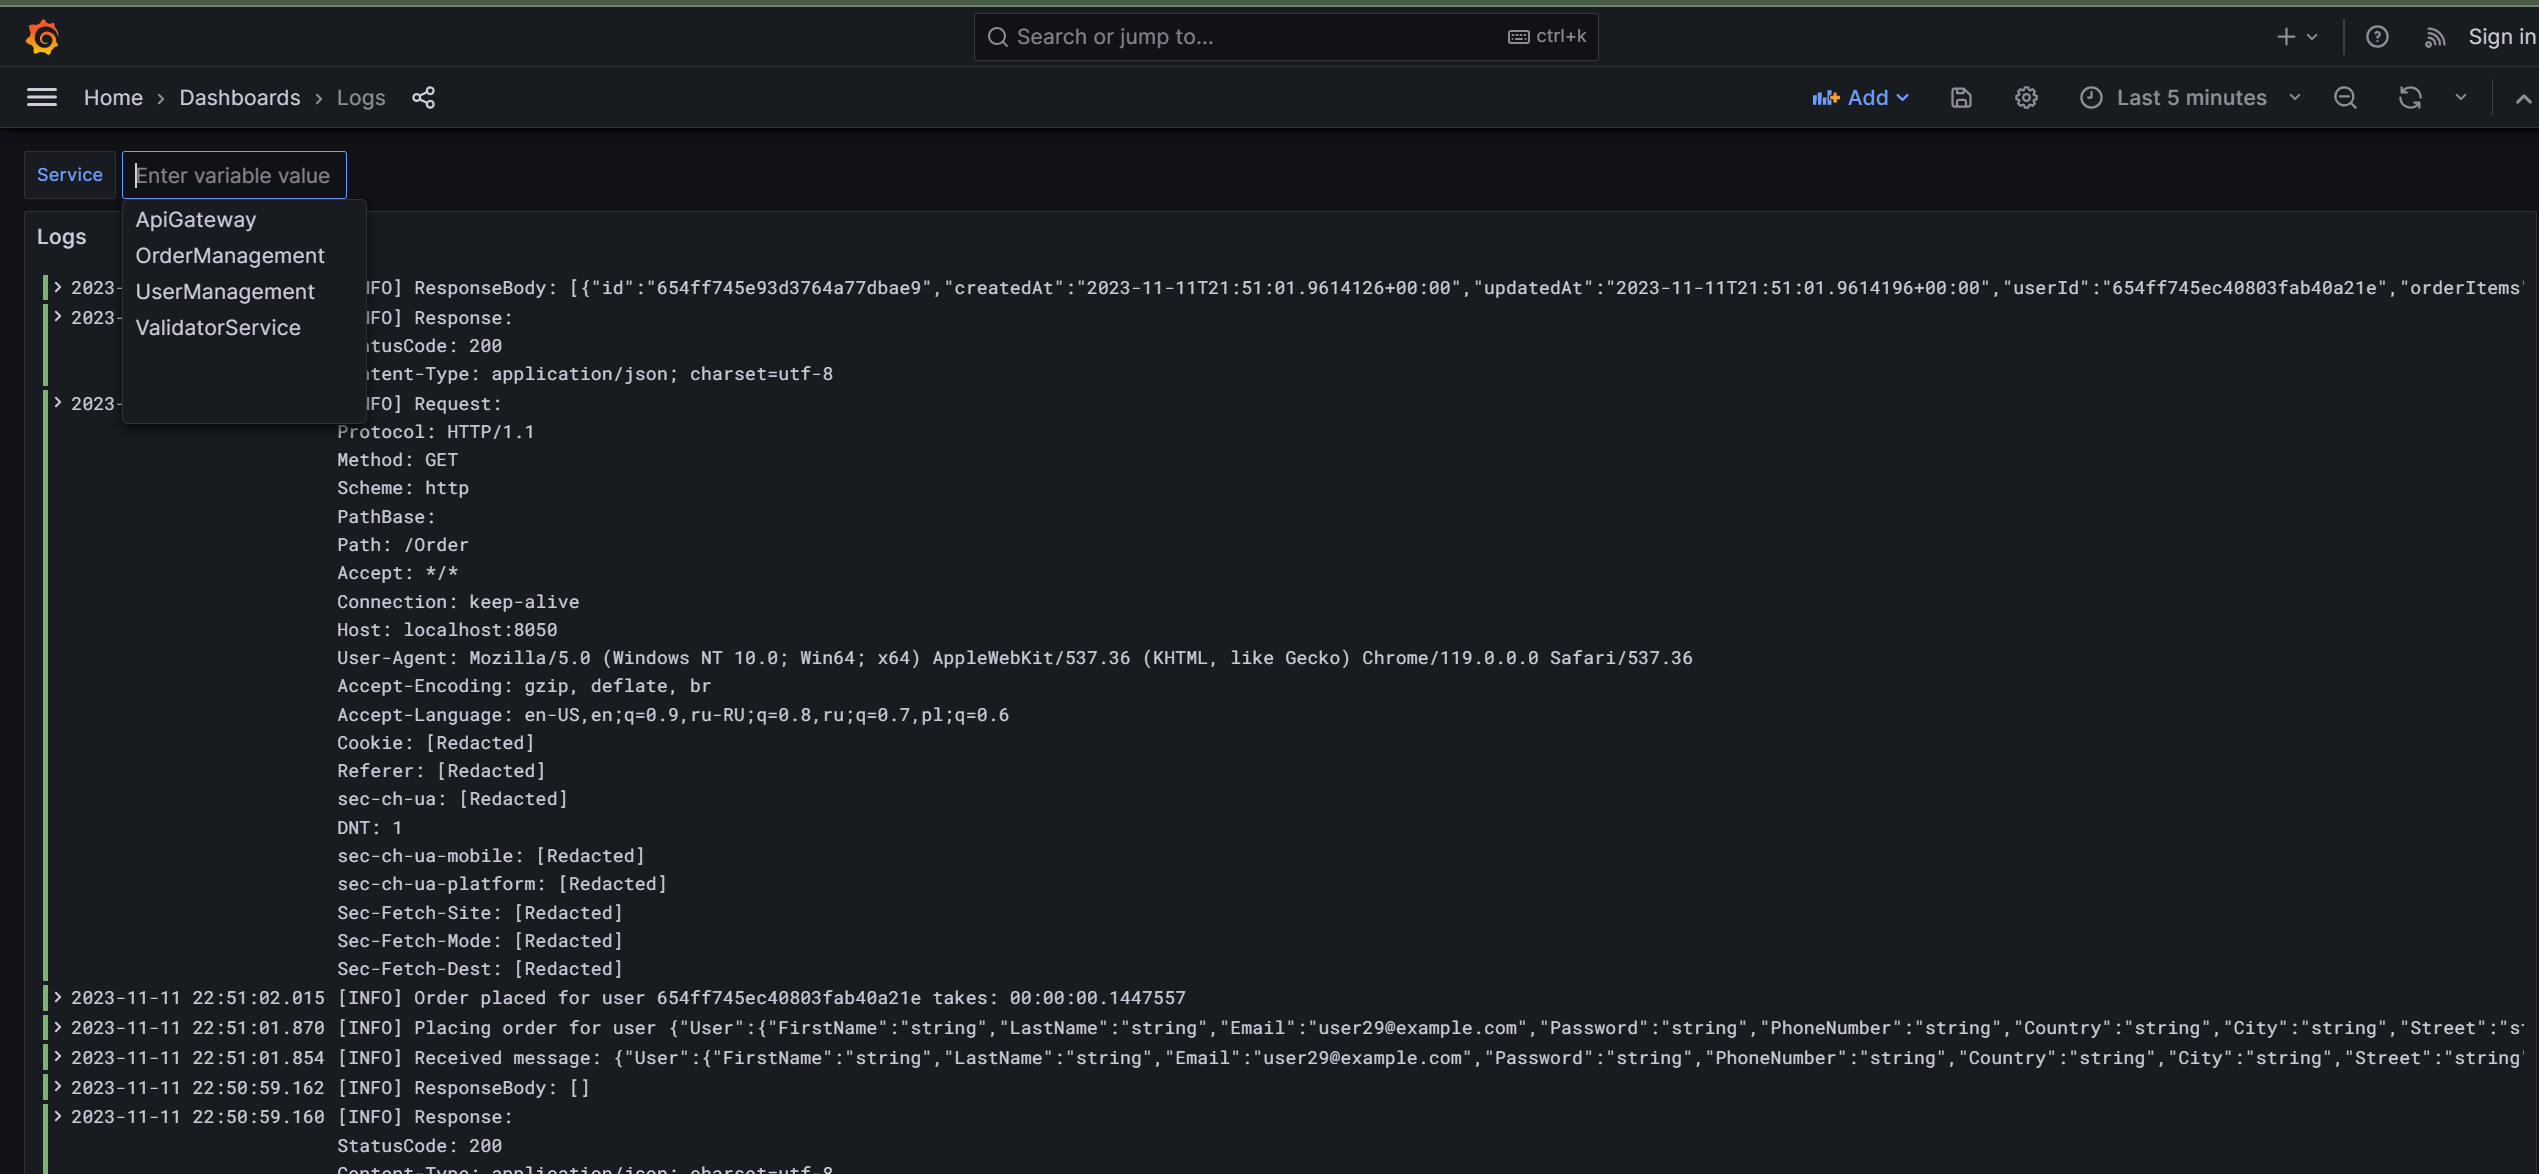 Search or jump to... ctrl+k Sign in
Home › Dashboards › Logs Add Last 5 minutes
Service Enter variable value
ApiGateway
OrderManagement
UserManagement
ValidatorService
Logs
2023- NFO] ResponseBody: [{"id":"654ff745e93d3764a77dbae9","createdAt":"2023-11-11T21:51:01.9614126+00:00","updatedAt":"2023-11-11T21:51:01.9614196+00:00","userId":"654ff745ec40803fab40a21e","orderItems"
2023- NFO] Response:
atusCode: 200
ntent-Type: application/json; charset=utf-8
2023- NFO] Request:
Protocol: HTTP/1.1
Method: GET
Scheme: http
PathBase:
Path: /Order
Accept: */*
Connection: keep-alive
Host: localhost:8050
User-Agent: Mozilla/5.0 (Windows NT 10.0; Win64; x64) AppleWebKit/537.36 (KHTML, like Gecko) Chrome/119.0.0.0 Safari/537.36
Accept-Encoding: gzip, deflate, br
Accept-Language: en-US,en;q=0.9,ru-RU;q=0.8,ru;q=0.7,pl;q=0.6
Cookie: [Redacted]
Referer: [Redacted]
sec-ch-ua: [Redacted]
DNT: 1
sec-ch-ua-mobile: [Redacted]
sec-ch-ua-platform: [Redacted]
Sec-Fetch-Site: [Redacted]
Sec-Fetch-Mode: [Redacted]
Sec-Fetch-Dest: [Redacted]
2023-11-11 22:51:02.015 [INFO] Order placed for user 654ff745ec40803fab40a21e takes: 00:00:00.1447557
2023-11-11 22:51:01.870 [INFO] Placing order for user {"User":{"FirstName":"string","LastName":"string","Email":"user29@example.com","Password":"string","PhoneNumber":"string","Country":"string","City":"string","Street":"st
2023-11-11 22:51:01.854 [INFO] Received message: {"User":{"FirstName":"string","LastName":"string","Email":"user29@example.com","Password":"string","PhoneNumber":"string","Country":"string","City":"string","Street":"string"
2023-11-11 22:50:59.162 [INFO] ResponseBody: []
2023-11-11 22:50:59.160 [INFO] Response:
StatusCode: 200
Content-Type: application/json; charset=utf-8